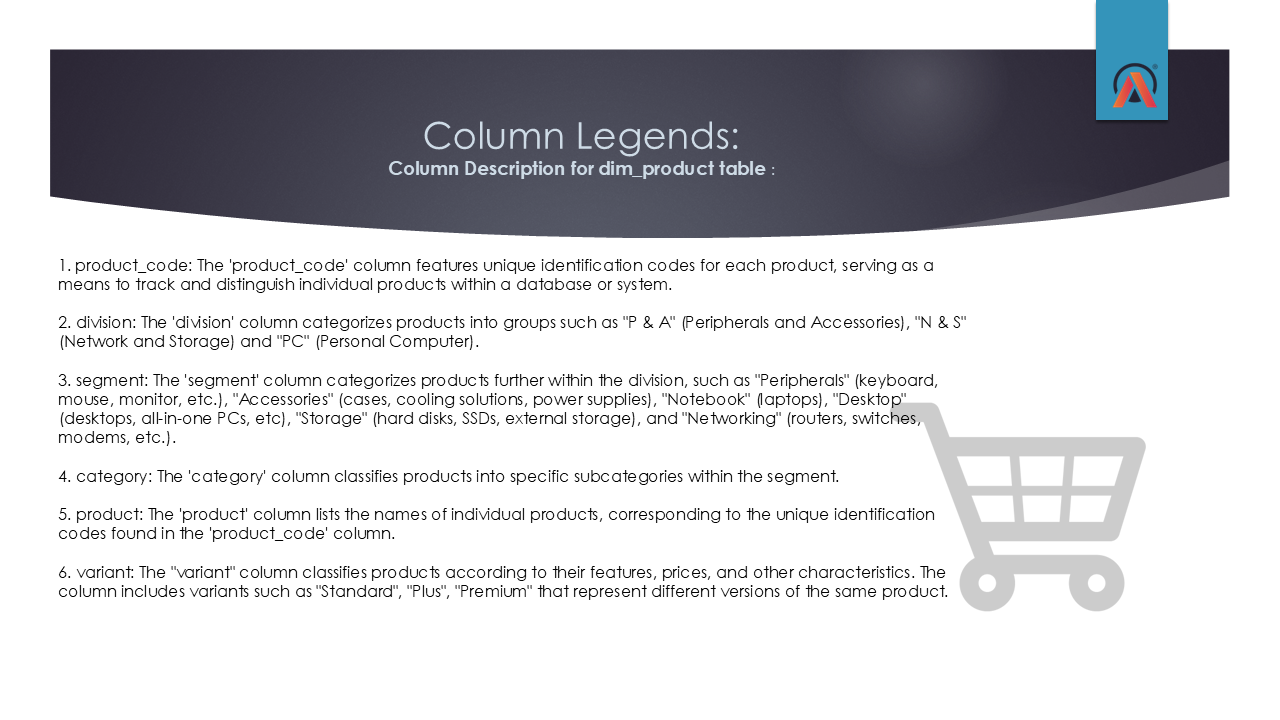 Column Legends:
Column Description for dim_product table :
1. product_code: The 'product_code' column features unique identification codes for each product, serving as a
means to track and distinguish individual products within a database or system.
2. division: The 'division' column categorizes products into groups such as "P & A" (Peripherals and Accessories), "N & S"
(Network and Storage) and "PC" (Personal Computer).
3. segment: The 'segment' column categorizes products further within the division, such as "Peripherals" (keyboard,
mouse, monitor, etc.), "Accessories" (cases, cooling solutions, power supplies), "Notebook" (laptops), "Desktop"
(desktops, all-in-one PCs, etc), "Storage" (hard disks, SSDs, external storage), and "Networking" (routers, switches,
modems, etc.).
4. category: The 'category' column classifies products into specific subcategories within the segment.
5. product: The 'product' column lists the names of individual products, corresponding to the unique identification
codes found in the 'product_code' column.
6. variant: The "variant" column classifies products according to their features, prices, and other characteristics. The
column includes variants such as "Standard", "Plus", "Premium" that represent different versions of the same product.